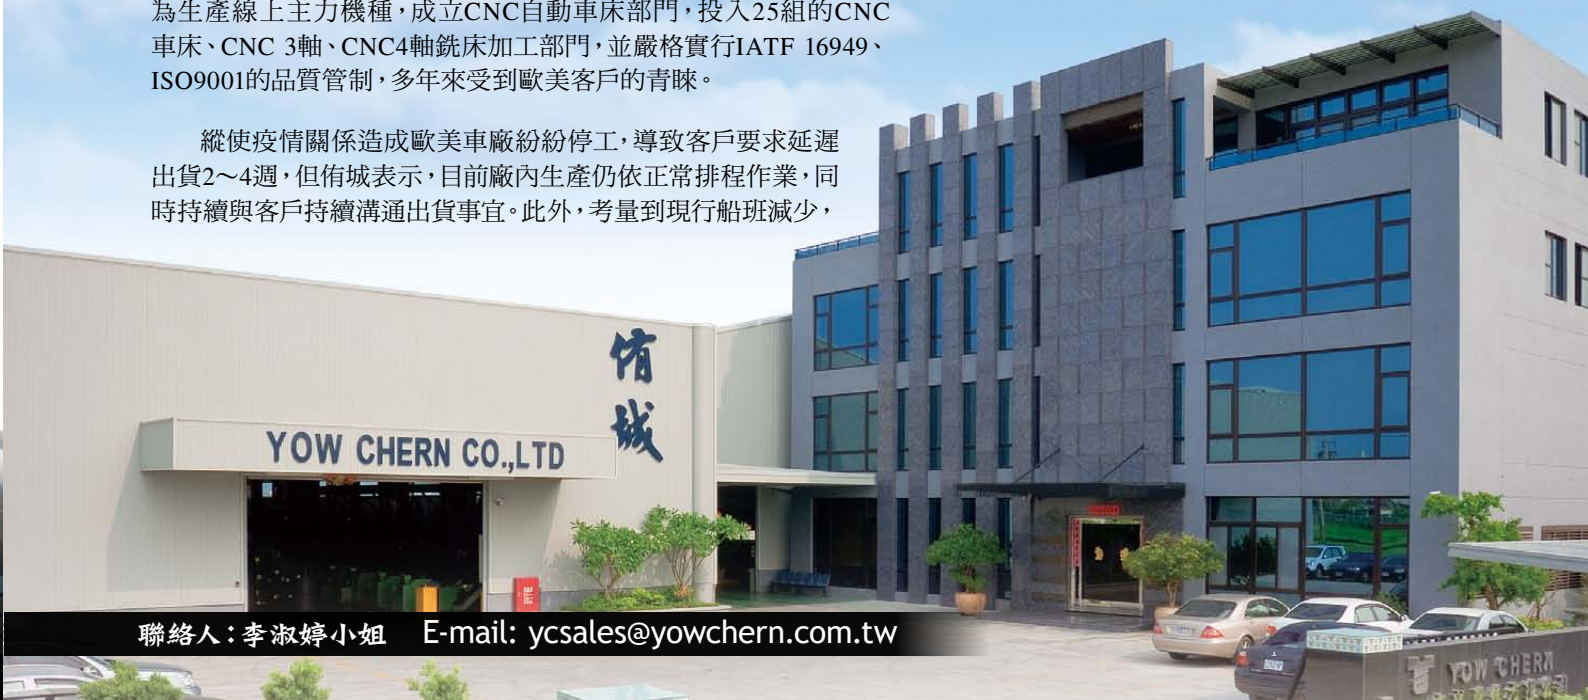 為生產線上主力機種，成立CNC自動車床部門，投入25組的CNC
車床、CNC 3軸、CNC4軸銑床加工部門，並嚴格實行IATF 16949、
ISO9001的品質管制，多年來受到歐美客戶的青睞。
縱使疫情關係造成歐美車廠紛紛停工，導致客戶要求延遲
出貨2～4週，但侑城表示，目前廠內生產仍依正常排程作業，同
時持續與客戶持續溝通出貨事宜。此外，考量到現行船班減少，
侑城
YOW CHERN CO.,LTD
聯絡人：李淑婷小姐 E-mail: ycsales@yowchern.com.tw
YOW CHERN